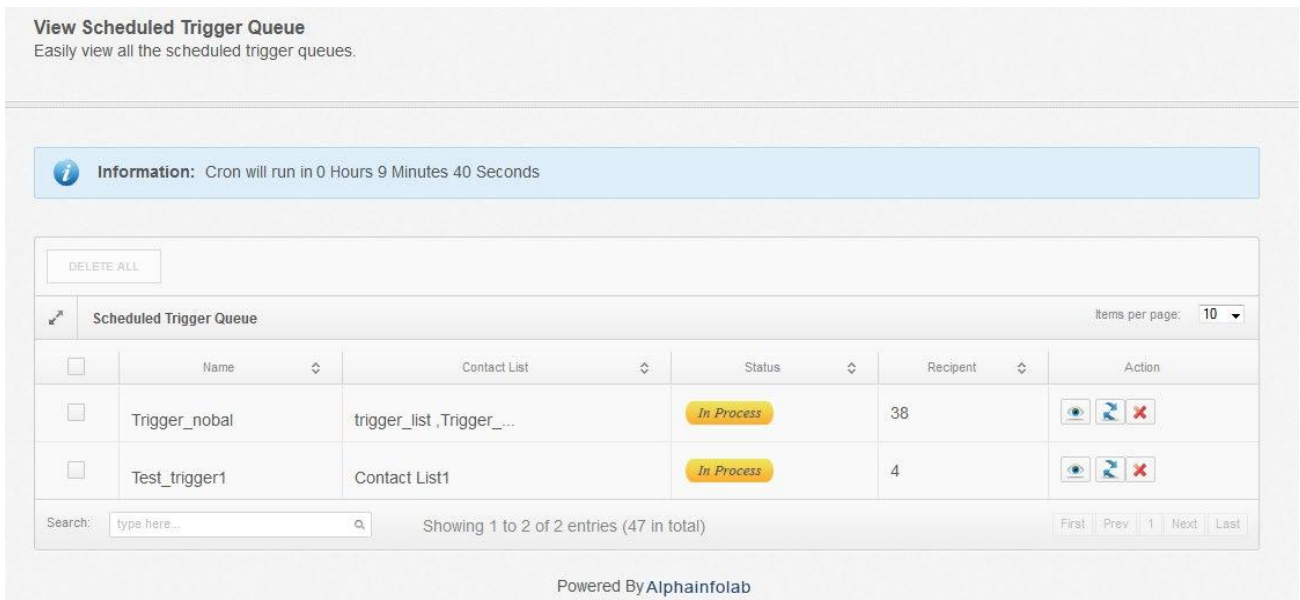 View Scheduled Trigger Queue
Easily view all the scheduled trigger queues.
Information: Cron will run in 0 Hours 9 Minutes 40 Seconds
DELETE ALL
Scheduled Trigger Queue Items per page: 10
Name Contact List Status Recipent Action
Trigger_nobal trigger_list ,Trigger_... In Process 38
Test_trigger1 Contact List1 In Process 4
Search: type here... Showing 1 to 2 of 2 entries (47 in total) First Prev 1 Next Last
Powered By Alphainfolab